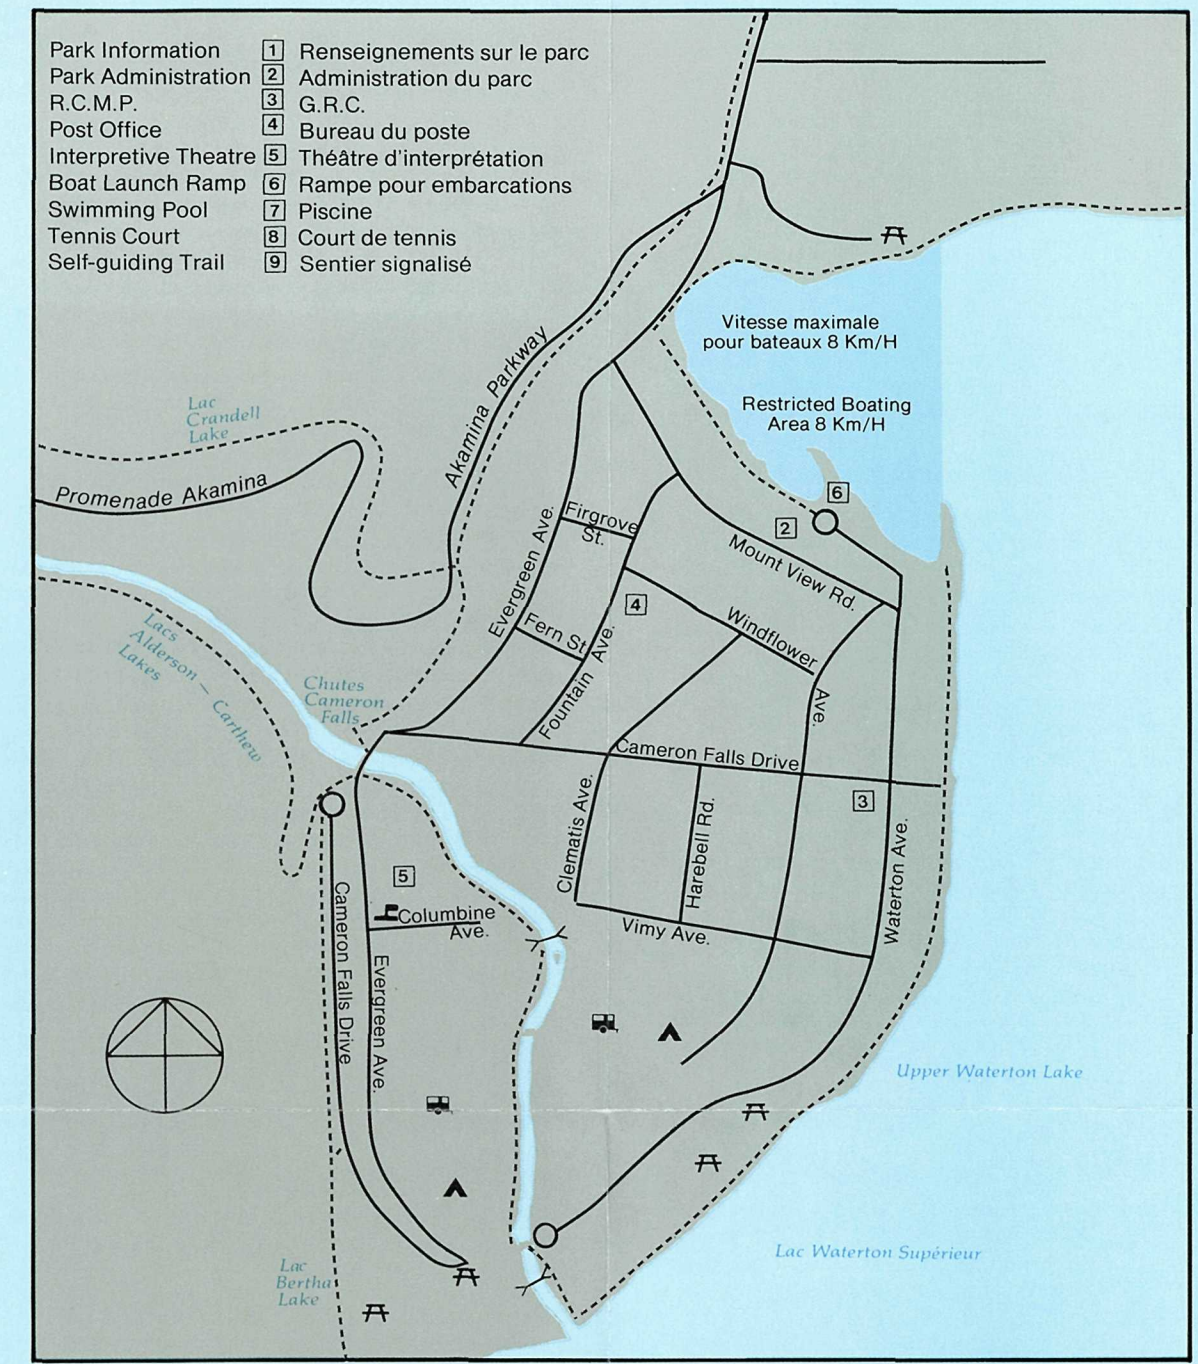 Park Information 1 Renseignements sur le parc
Park Administration 2 Administration du parc
R.C.M.P. 3 G.R.C.
Post Office 4 Bureau du poste
Interpretive Theatre 5 Théâtre d'interprétation
Boat Launch Ramp 6 Rampe pour embarcations
Swimming Pool 7 Piscine
Tennis Court 8 Court de tennis
Self-guiding Trail 9 Sentier signalisé
Vitesse maximale
pour bateaux 8 Km/H
Restricted Boating
Area 8 Km/H
Akamina Parkway
Lac
Crandell
Lake
Promenade Akamina
6
2
Firgrove
St.
Evergreen Ave.
Mount View Rd.
4
Fern St.
Windflower
Ave.
Fountain Ave.
Lacs
Alderson — Carthew
Lakes
Chutes
Cameron
Falls
Cameron Falls Drive
3
Clematis Ave.
Harebell Rd.
Waterton Ave.
5
Columbine
Ave.
Vimy Ave.
Cameron Falls Drive
Evergreen Ave.
Upper Waterton Lake
Lac Waterton Supérieur
Lac
Bertha
Lake